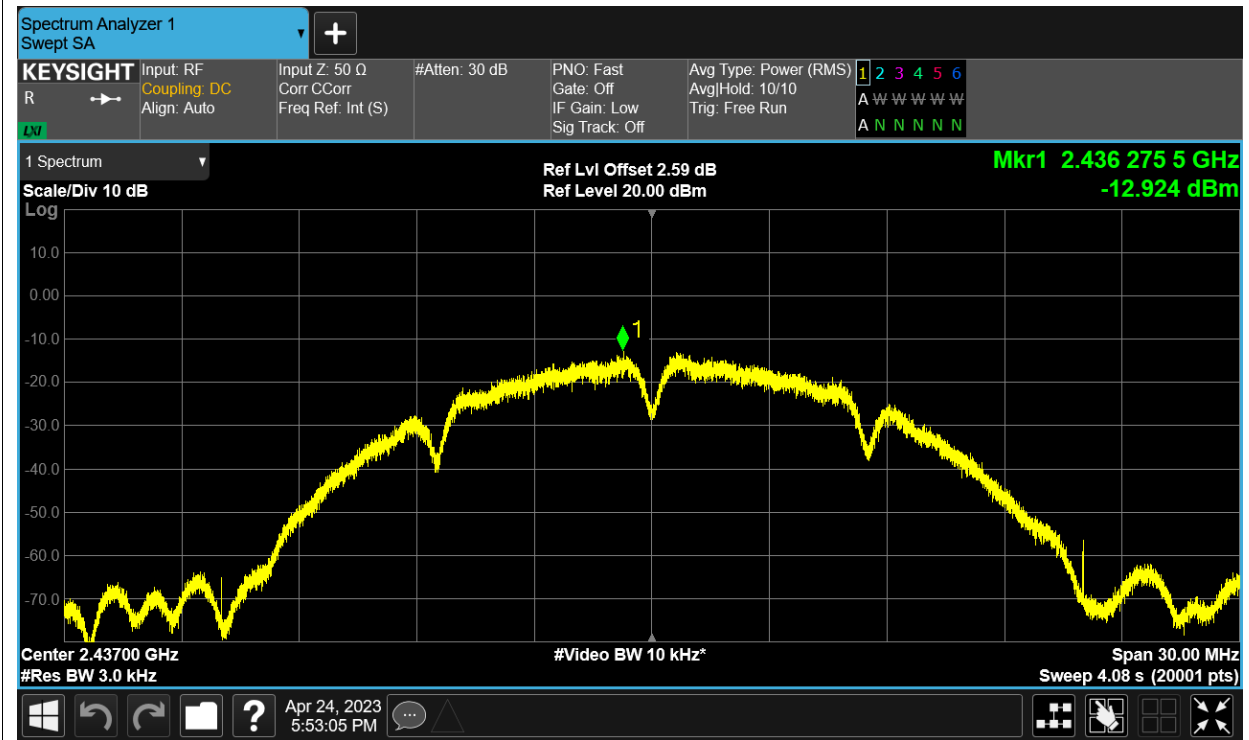 Spectrum Analyzer 1
Swept SA
+
KEYSIGHT Input: RF Input Z: 50 Ω #Atten: 30 dB PNO: Fast Avg Type: Power (RMS) 1 2 3 4 5 6
R Coupling: DC Corr CCorr Gate: Off Avg|Hold: 10/10 A W W W W W
Align: Auto Freq Ref: Int (S) IF Gain: Low Trig: Free Run
LXI Sig Track: Off A N N N N N
1 Spectrum Ref Lvl Offset 2.59 dB Mkr1 2.436 275 5 GHz
Scale/Div 10 dB Ref Level 20.00 dBm -12.924 dBm
Log
10.0
0.00
1
-10.0
-20.0
-30.0
-40.0
-50.0
-60.0
-70.0
Center 2.43700 GHz #Video BW 10 kHz* Span 30.00 MHz
#Res BW 3.0 kHz Sweep 4.08 s (20001 pts)
? Apr 24, 2023
5:53:05 PM